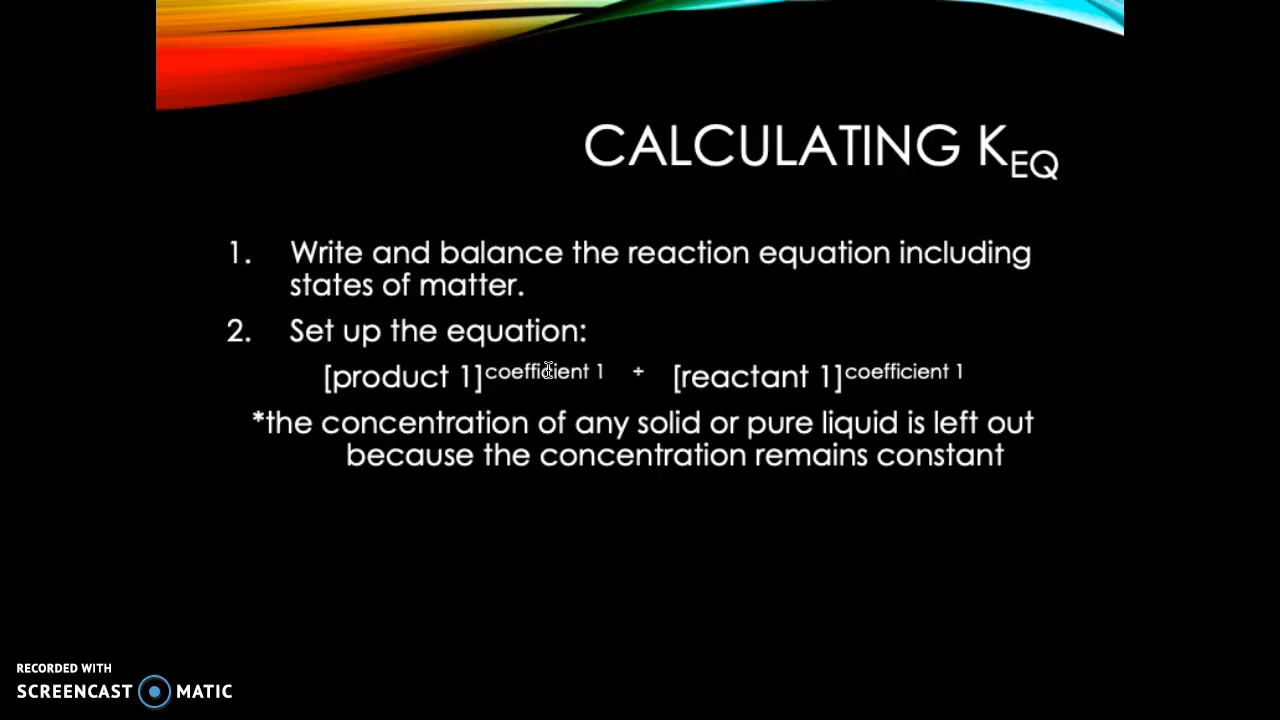 CALCULATING KEQ
1. Write and balance the reaction equation including
states of matter.
2. Set up the equation:
[product 1]coefficient 1 + [reactant 1]coefficient 1
*the concentration of any solid or pure liquid is left out
because the concentration remains constant
RECORDED WITH
SCREENCAST MATIC